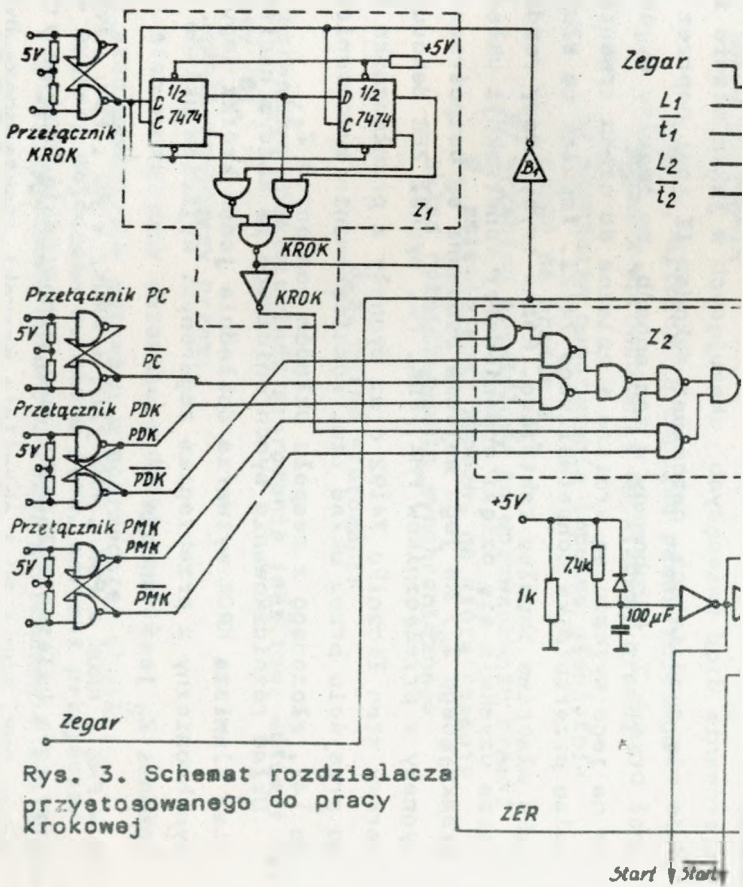 5V
Przełącznik
KROK
D
C
1/2
7474
D
C
1/2
7474
+5V
Z1
KROK
KROK
B1
Zegar
L1
t1
L2
t2
Przełącznik PC
5V
PC
Przełącznik PDK
5V
PDK
PDK
Przełącznik PMK
5V
PMK
PMK
Z2
+5V
1k
7,4k
100µF
Zegar
Rys. 3. Schemat rozdzielacza
przystosowanego do pracy
krokowej
ZER
Start
Start